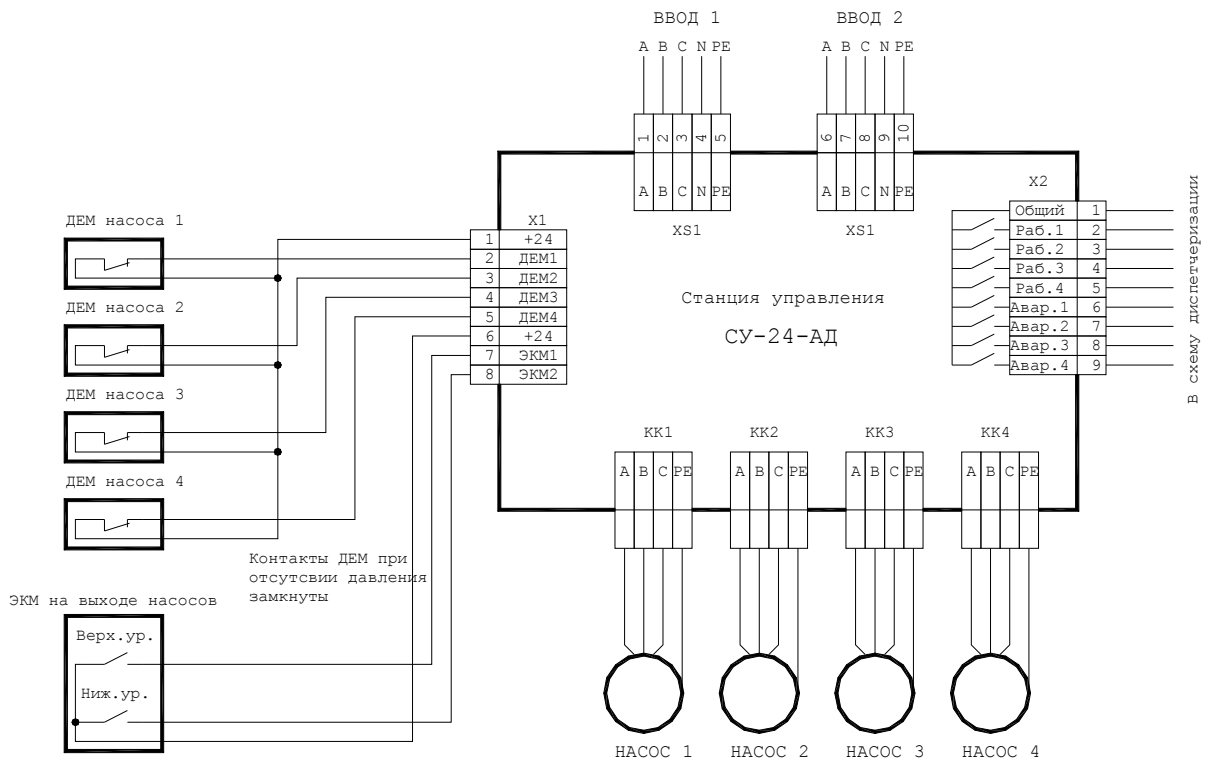 ВВОД 1
ВВОД 2
A B C N PE
A B C N PE
1 2 3 4 5
6 7 8 9 10
A B C N PE
A B C N PE
XS1
XS1
X1
1 +24
2 ДЕМ1
3 ДЕМ2
4 ДЕМ3
5 ДЕМ4
6 +24
7 ЭКМ1
8 ЭКМ2
X2
Общий 1
Раб.1 2
Раб.2 3
Раб.3 4
Раб.4 5
Авар.1 6
Авар.2 7
Авар.3 8
Авар.4 9
В схему диспетчеризации
Станция управления
СУ-24-АД
ДЕМ насоса 1
ДЕМ насоса 2
ДЕМ насоса 3
ДЕМ насоса 4
Контакты ДЕМ при
отсутсвии давления
замкнуты
ЭКМ на выходе насосов
Верх.ур.
Ниж.ур.
КК1
КК2
КК3
КК4
A B C PE
A B C PE
A B C PE
A B C PE
НАСОС 1
НАСОС 2
НАСОС 3
НАСОС 4